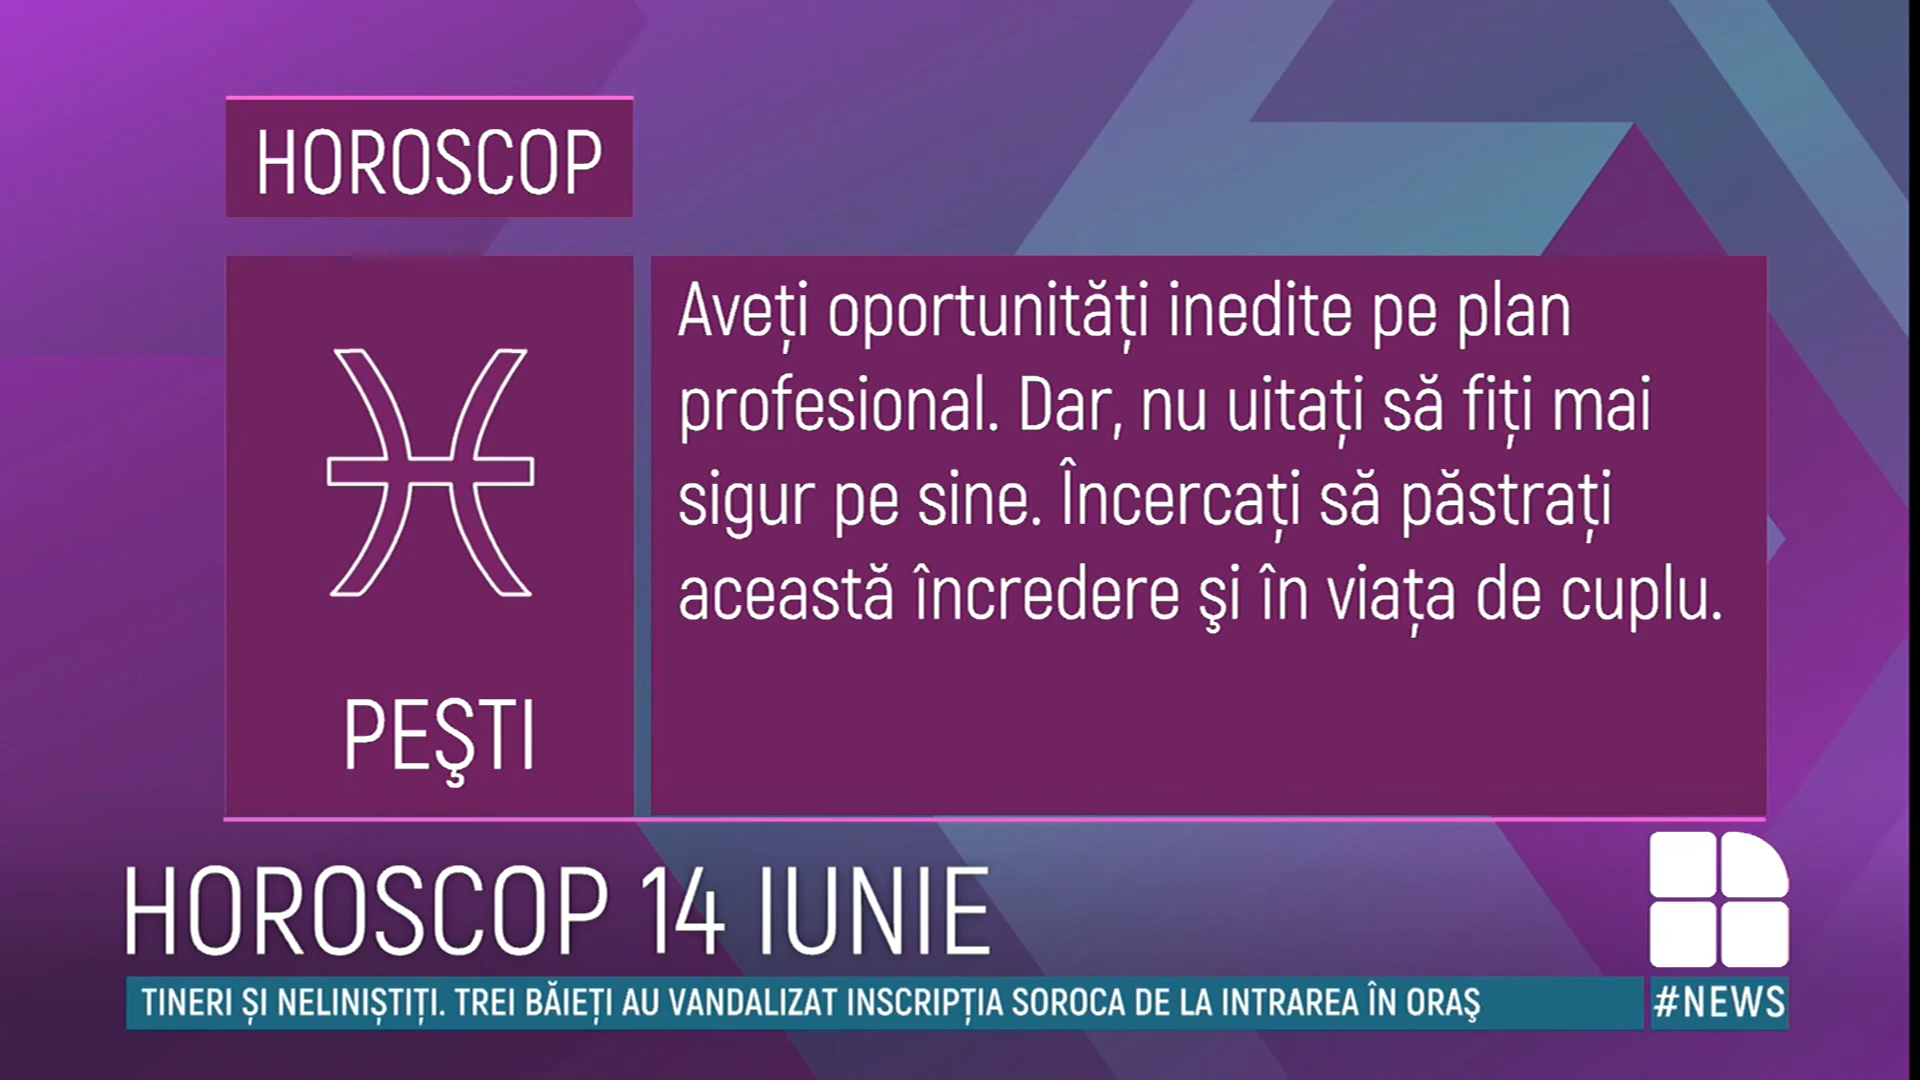 HOROSCOP
PEŞTI
Aveți oportunități inedite pe plan
profesional. Dar, nu uitați să fiți mai
sigur pe sine. Încercați să păstrați
această încredere şi în viața de cuplu.
HOROSCOP 14 IUNIE
TINERI ȘI NELINIȘTIȚI. TREI BĂIEȚI AU VANDALIZAT INSCRIPȚIA SOROCA DE LA INTRAREA ÎN ORAŞ
#NEWS